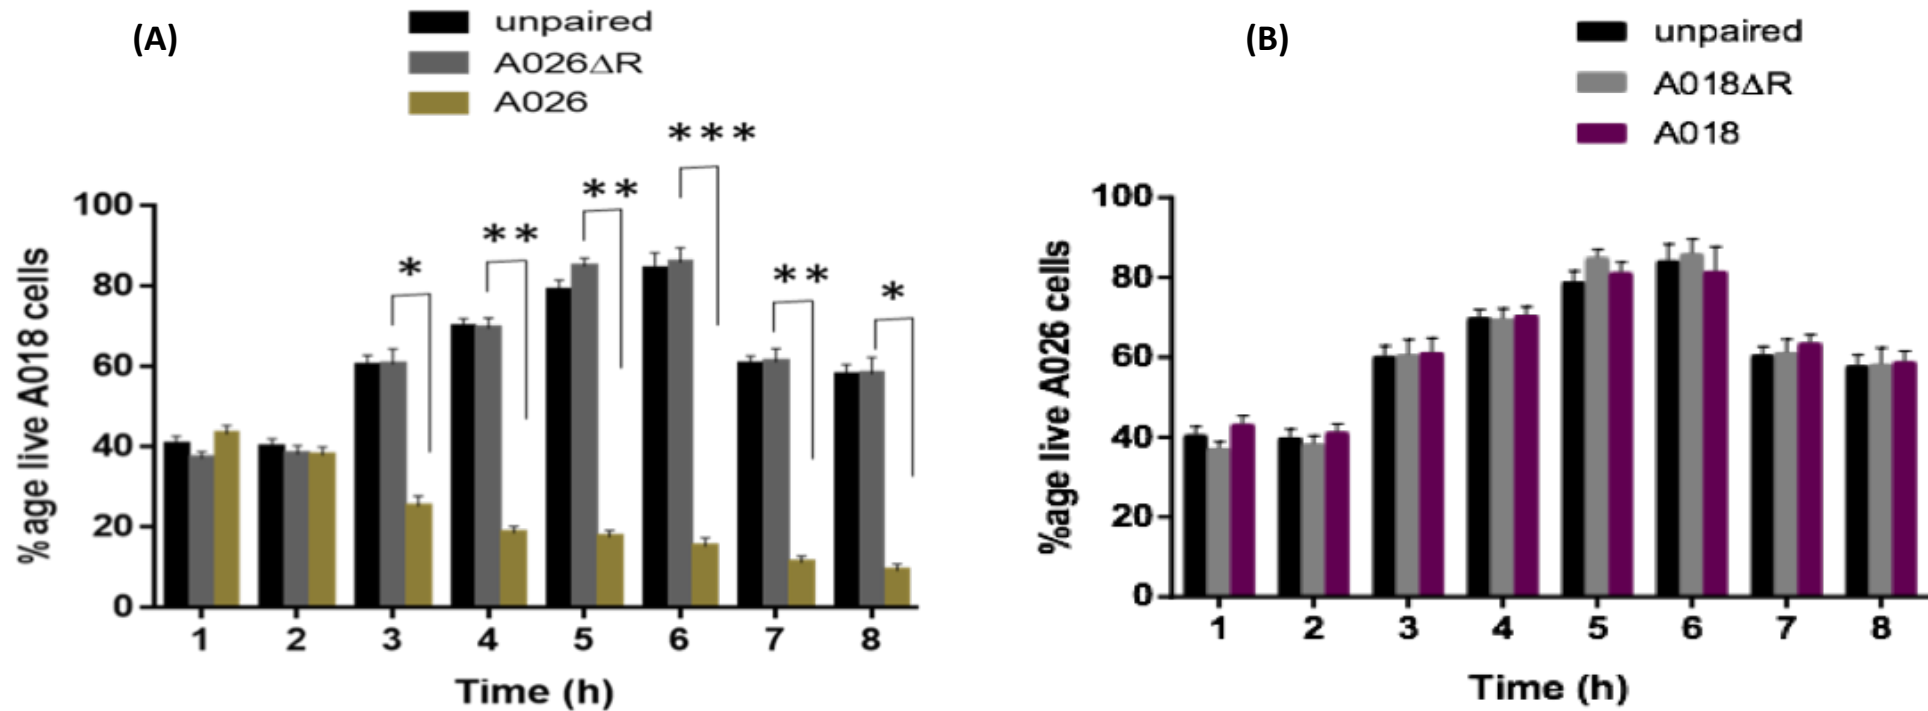 (A)
unpaired
A026ΔR
A026
***
**
**
*
**
*
100
80
60
40
20
0
%age live A018 cells
1 2 3 4 5 6 7 8
Time (h)
(B)
unpaired
A018ΔR
A018
100
80
60
40
20
0
%age live A026 cells
1 2 3 4 5 6 7 8
Time (h)